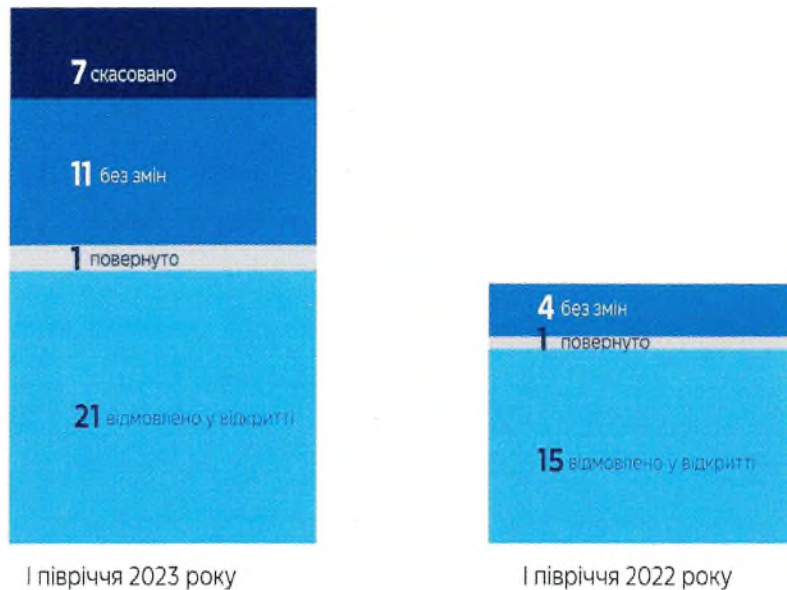 7 скасовано
11 без змін
1 повернуто
21 відмовлено у відкритті
І півріччя 2023 року
4 без змін
1 повернуто
15 відмовлено у відкритті
І півріччя 2022 року